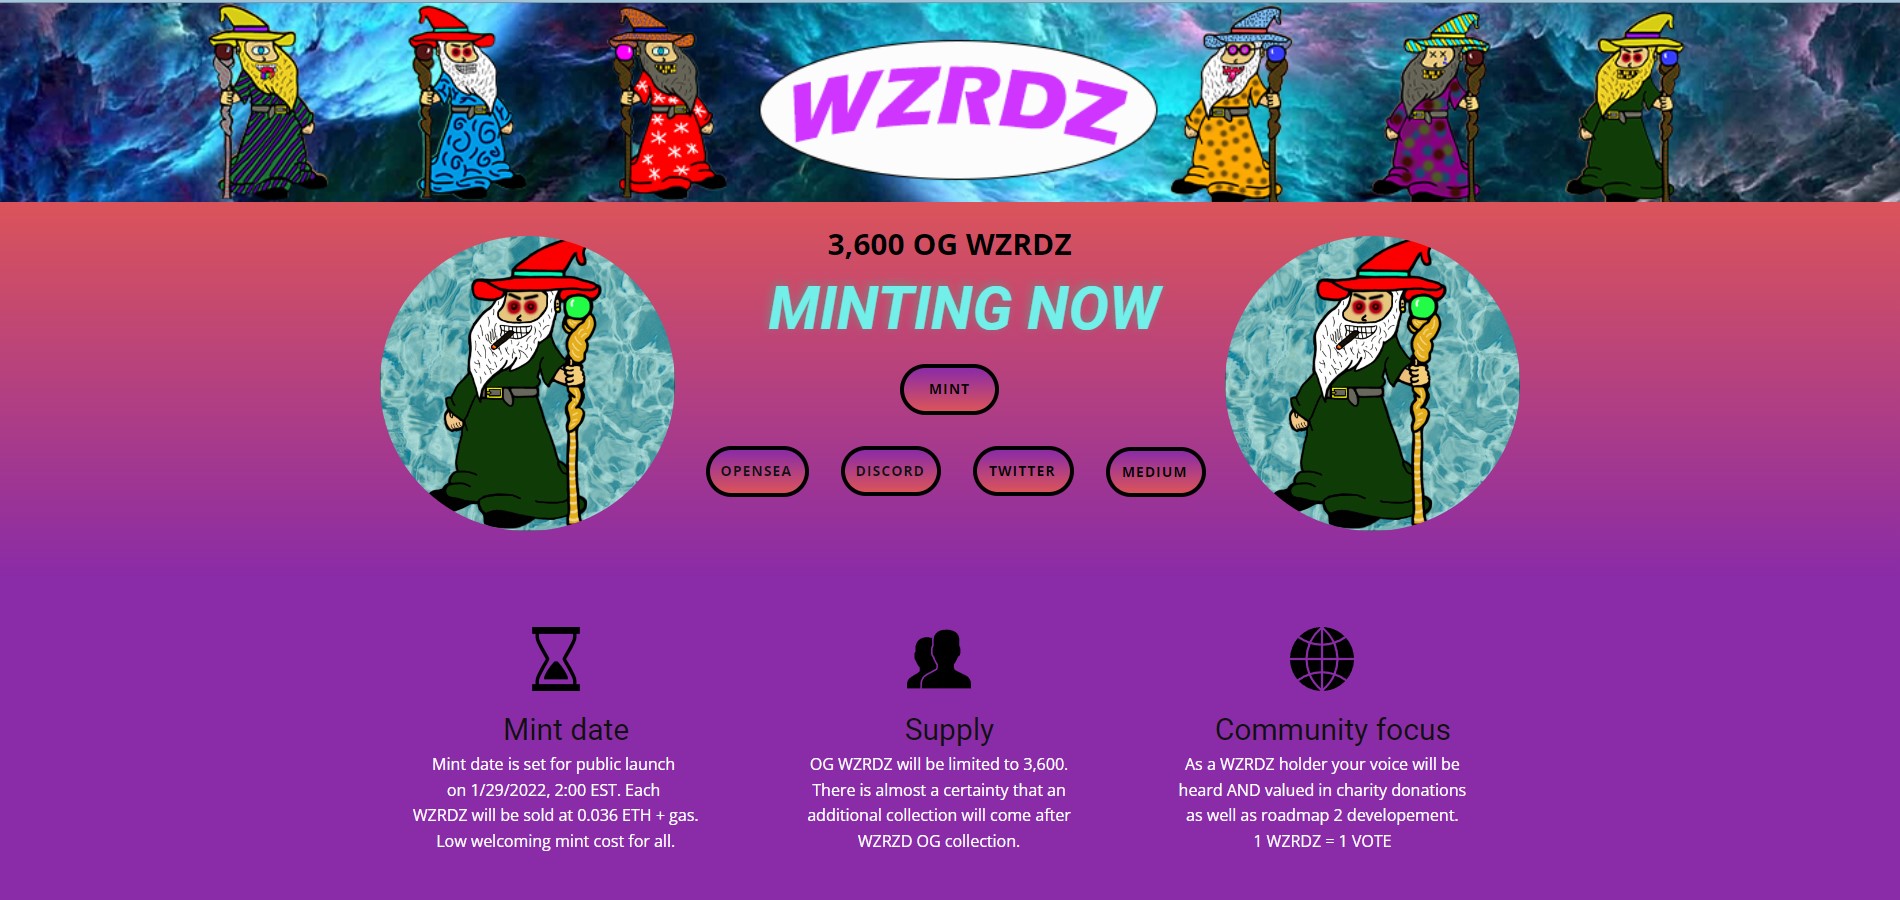 WZRDZ
3,600 OG WZRDZ
MINTING NOW
MINT
OPENSEA
DISCORD
TWITTER
MEDIUM
Mint date
Mint date is set for public launch
on 1/29/2022, 2:00 EST. Each
WZRDZ will be sold at 0.036 ETH + gas.
Low welcoming mint cost for all.
Supply
OG WZRDZ will be limited to 3,600.
There is almost a certainty that an
additional collection will come after
WZRZD OG collection.
Community focus
As a WZRDZ holder your voice will be
heard AND valued in charity donations
as well as roadmap 2 developement.
1 WZRDZ = 1 VOTE